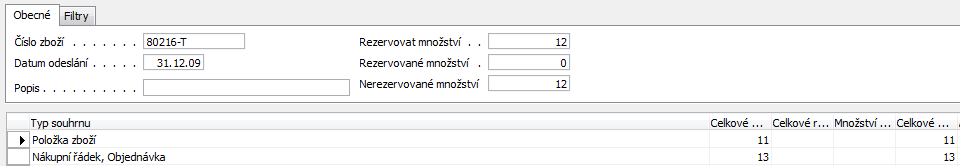 Obecné Filtry
Číslo zboží . . . . . . . 80216-T Rezervovat množství . . 12
Datum odeslání . . . . . 31.12.09 Rezervované množství . 0
Popis . . . . . . . . . . Nerezervované množství 12
Typ souhrnu Celkové ... Celkové r... Množství ... Celkové ...
Položka zboží 11 11
Nákupní řádek, Objednávka 13 13